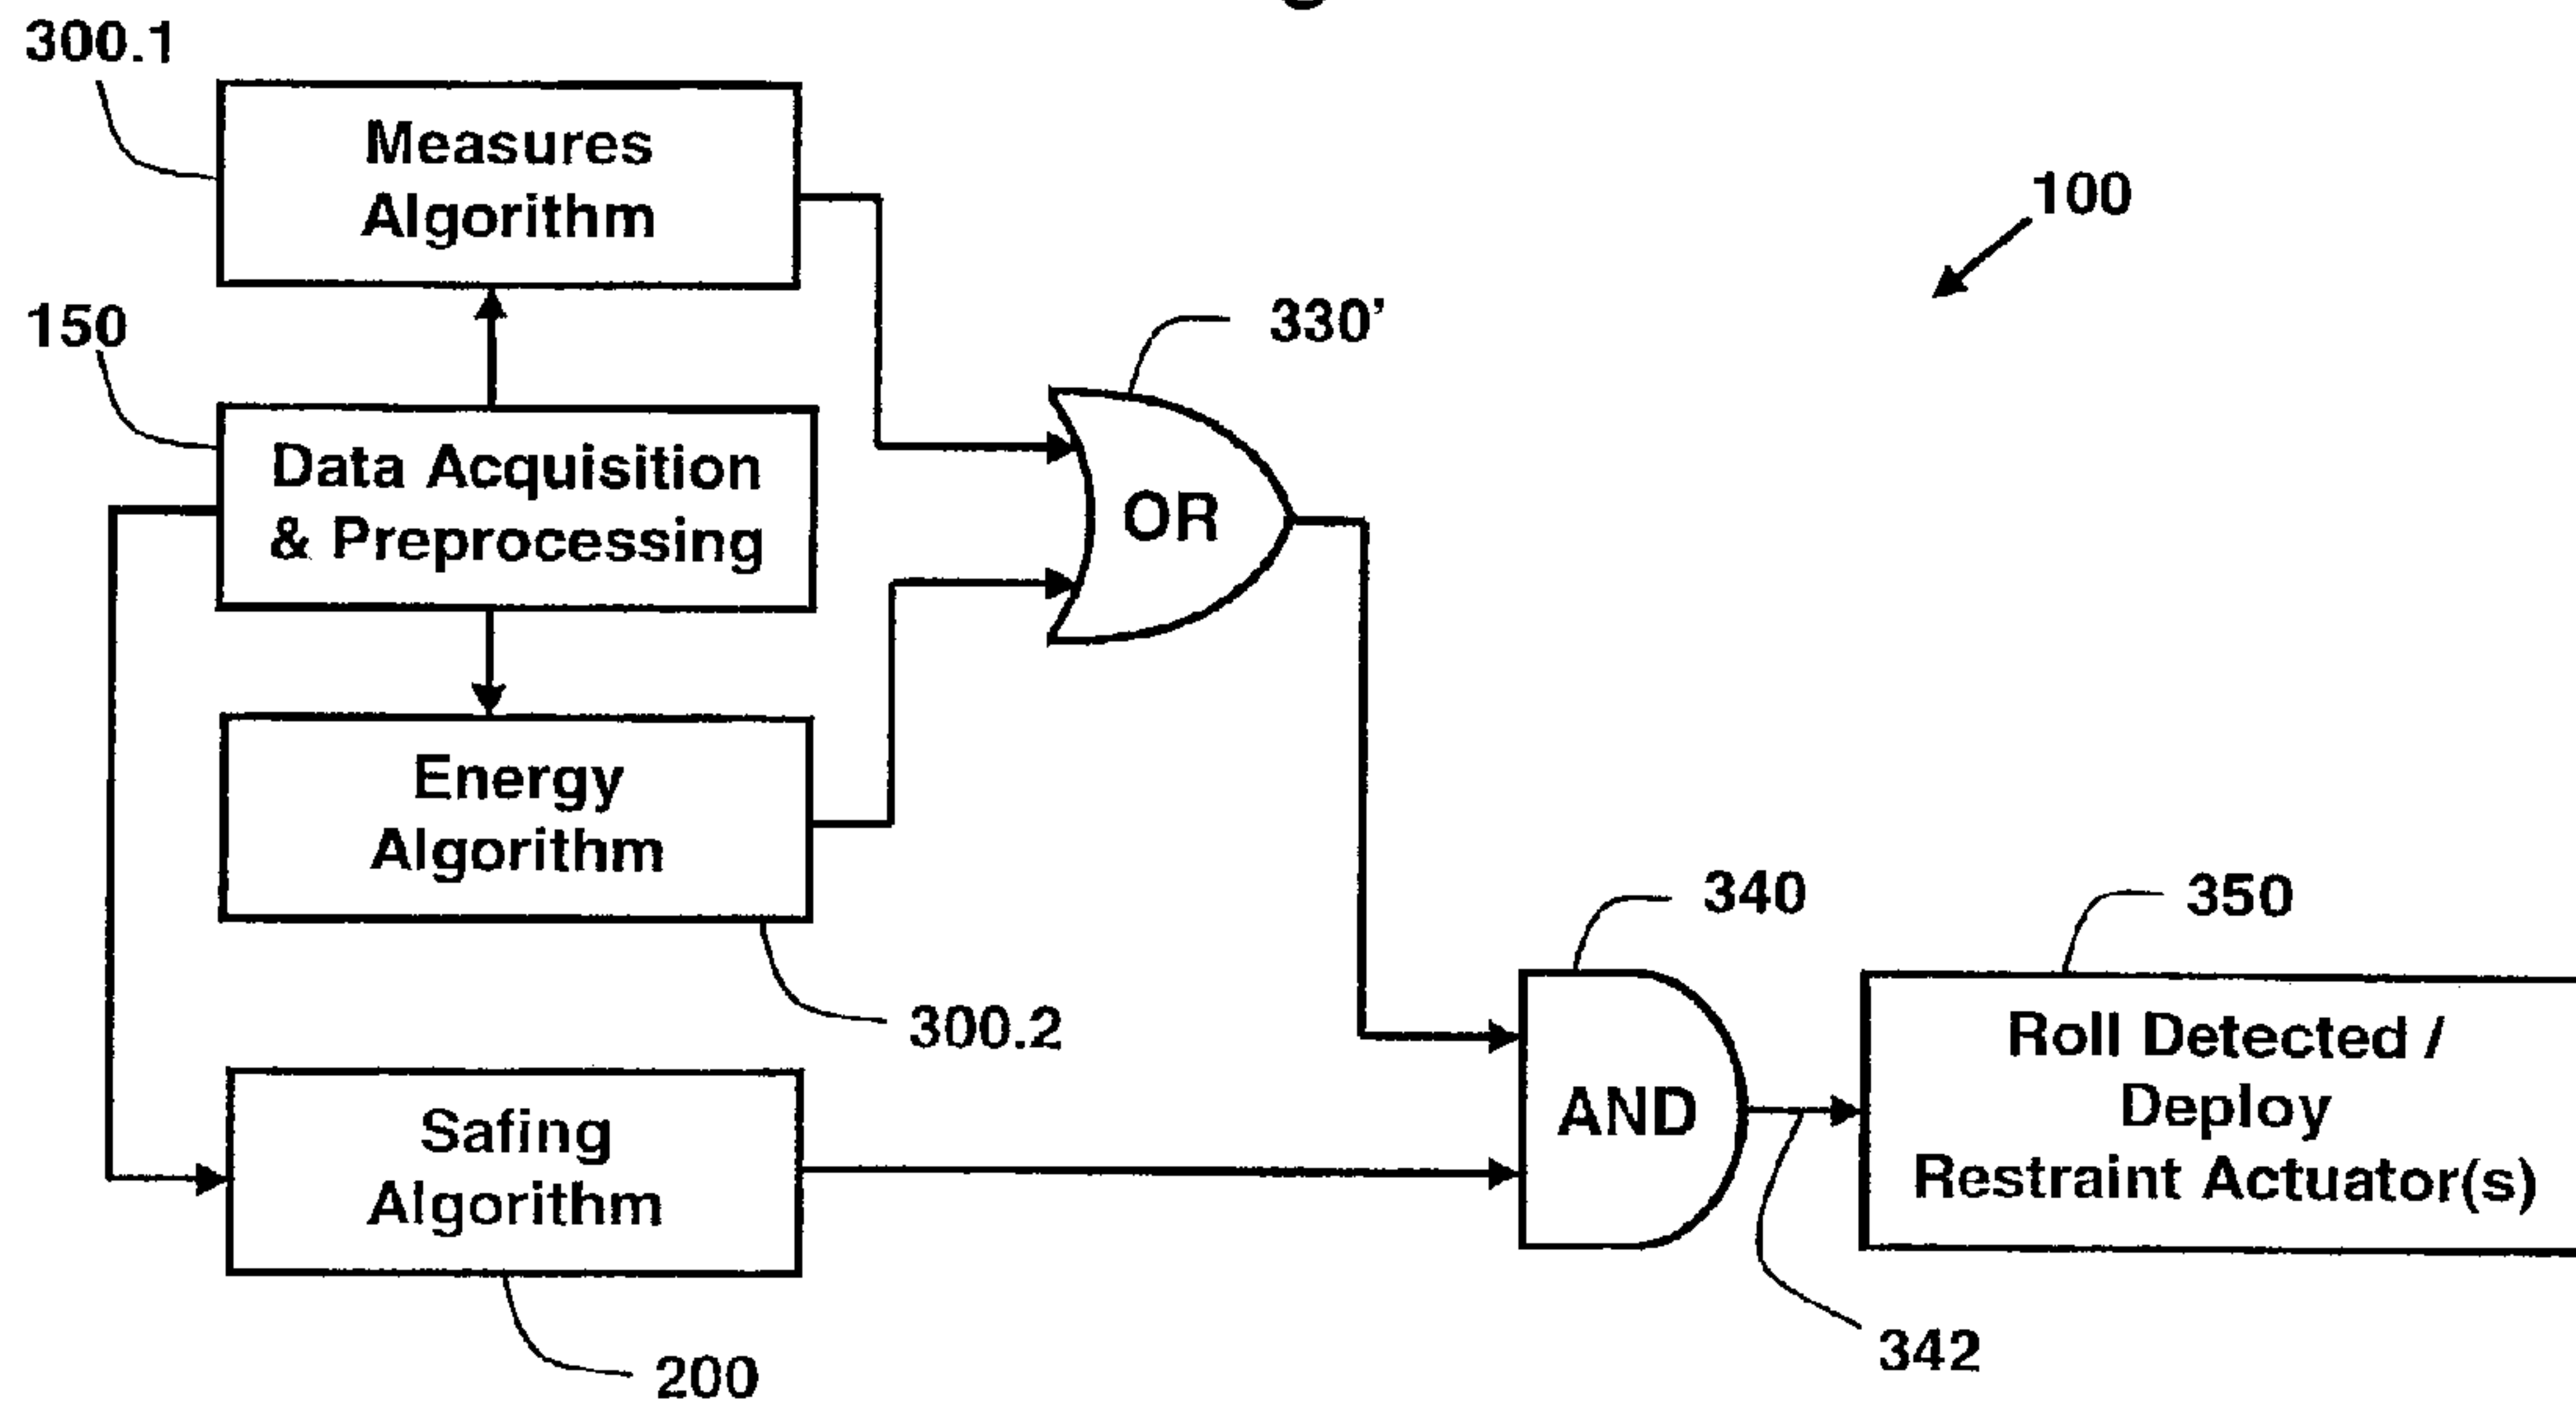 300.1
Measures
Algorithm
100
150
330’
Data Acquisition
& Preprocessing
OR
Energy
Algorithm
340
350
300.2
Roll Detected /
Deploy
Restraint Actuator(s)
AND
Safing
Algorithm
342
200